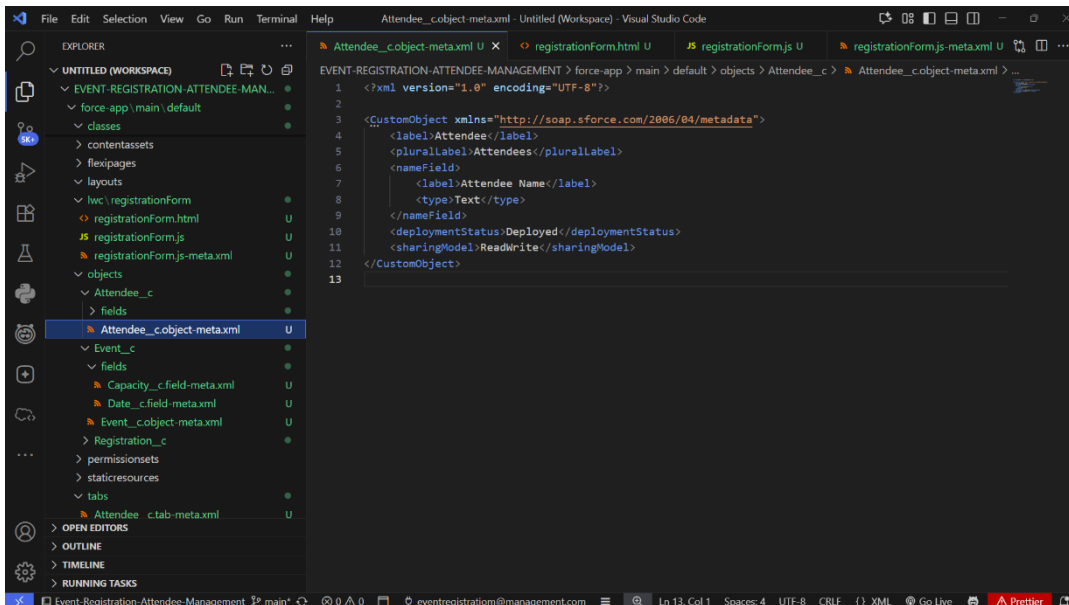 File Edit Selection View Go Run Terminal Help Attendee__c.object-meta.xml - Untitled (Workspace) - Visual Studio Code
EXPLORER
UNTITLED (WORKSPACE)
EVENT-REGISTRATION-ATTENDEE-MAN...
force-app\main\default
classes
contentassets
flexipages
layouts
lwc\registrationForm
registrationForm.html U
JS registrationForm.js U
registrationForm.js-meta.xml U
objects
Attendee__c
fields
Attendee__c.object-meta.xml U
Event__c
fields
Capacity__c.field-meta.xml U
Date__c.field-meta.xml U
Event__c.object-meta.xml U
Registration__c
permissionsets
staticresources
tabs
Attendee__c.tab-meta.xml U
OPEN EDITORS
OUTLINE
TIMELINE
RUNNING TASKS
5K+
Attendee__c.object-meta.xml U registrationForm.html U JS registrationForm.js U registrationForm.js-meta.xml U
EVENT-REGISTRATION-ATTENDEE-MANAGEMENT > force-app > main > default > objects > Attendee__c > Attendee__c.object-meta.xml > ...
1 <?xml version="1.0" encoding="UTF-8"?>
2
3 <CustomObject xmlns="http://soap.sforce.com/2006/04/metadata">
4 <label>Attendee</label>
5 <pluralLabel>Attendees</pluralLabel>
6 <nameField>
7 <label>Attendee Name</label>
8 <type>Text</type>
9 </nameField>
10 <deploymentStatus>Deployed</deploymentStatus>
11 <sharingModel>ReadWrite</sharingModel>
12 </CustomObject>
13
Event-Registration-Attendee-Management main* 0 0 eventregistratiom@management.com Ln 13, Col 1 Spaces: 4 UTF-8 CRLF {} XML Go Live Prettier